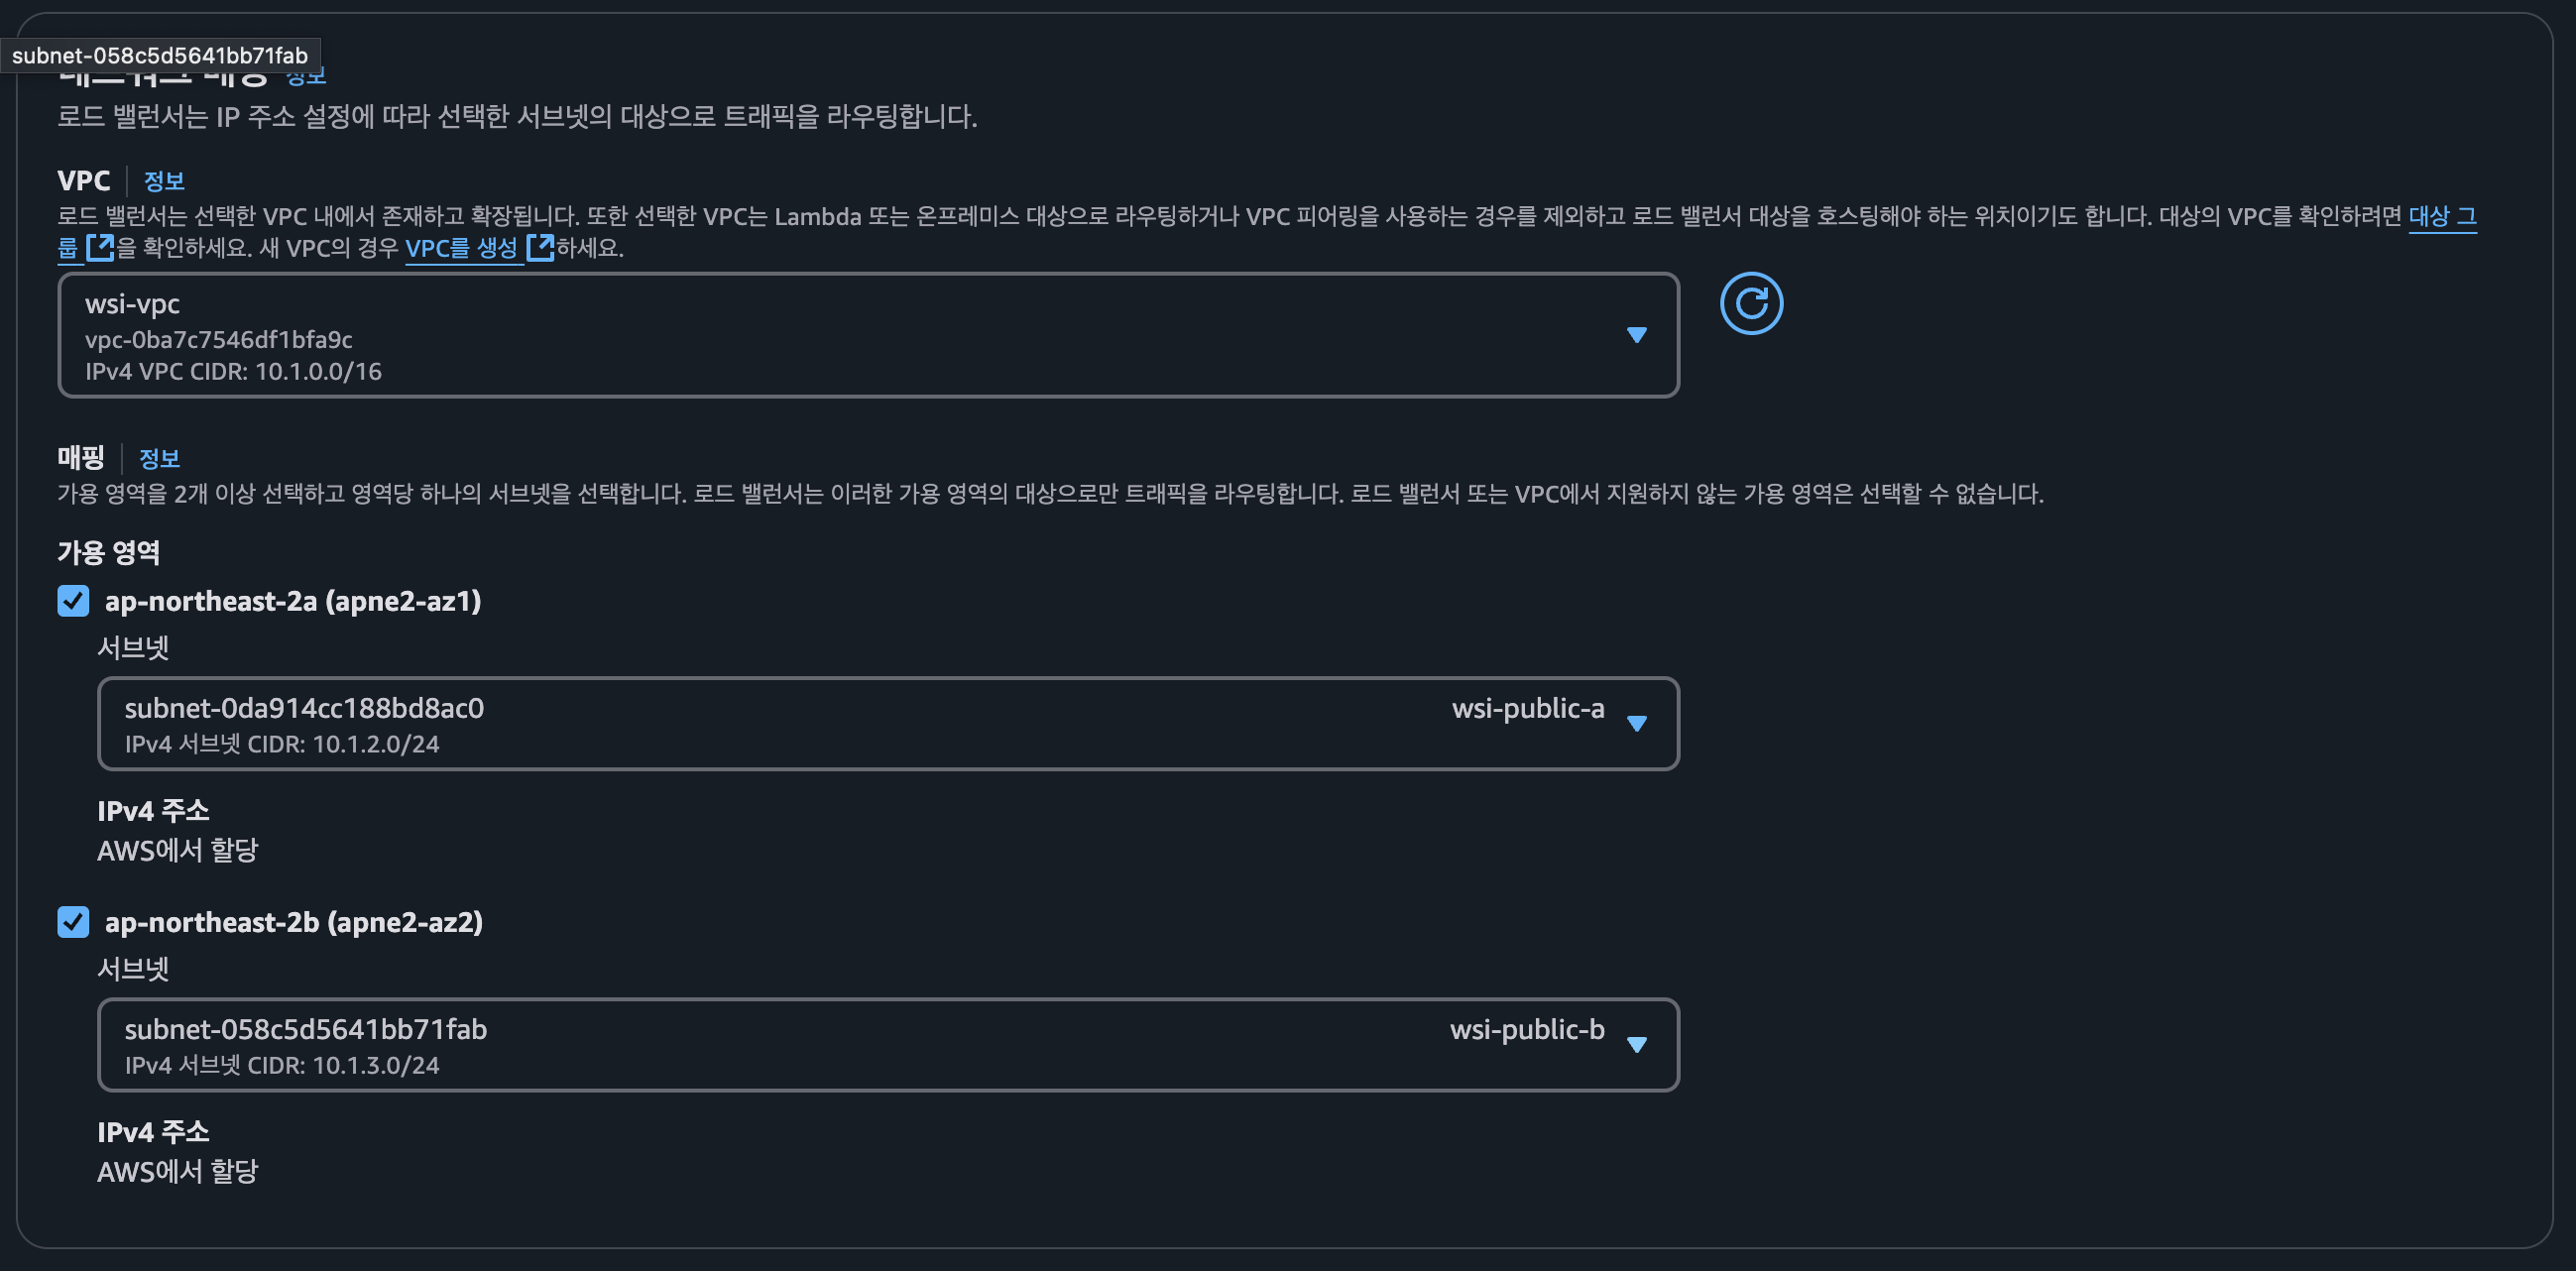 subnet-058c5d5641bb71fab
네트워크 매핑 정보
로드 밸런서는 IP 주소 설정에 따라 선택한 서브넷의 대상으로 트래픽을 라우팅합니다.
VPC 정보
로드 밸런서는 선택한 VPC 내에서 존재하고 확장됩니다. 또한 선택한 VPC는 Lambda 또는 온프레미스 대상으로 라우팅하거나 VPC 피어링을 사용하는 경우를 제외하고 로드 밸런서 대상을 호스팅해야 하는 위치이기도 합니다. 대상의 VPC를 확인하려면 대상 그
룹 을 확인하세요. 새 VPC의 경우 VPC를 생성 하세요.
wsi-vpc
vpc-0ba7c7546df1bfa9c
IPv4 VPC CIDR: 10.1.0.0/16
매핑 정보
가용 영역을 2개 이상 선택하고 영역당 하나의 서브넷을 선택합니다. 로드 밸런서는 이러한 가용 영역의 대상으로만 트래픽을 라우팅합니다. 로드 밸런서 또는 VPC에서 지원하지 않는 가용 영역은 선택할 수 없습니다.
가용 영역
ap-northeast-2a (apne2-az1)
서브넷
subnet-0da914cc188bd8ac0 wsi-public-a
IPv4 서브넷 CIDR: 10.1.2.0/24
IPv4 주소
AWS에서 할당
ap-northeast-2b (apne2-az2)
서브넷
subnet-058c5d5641bb71fab wsi-public-b
IPv4 서브넷 CIDR: 10.1.3.0/24
IPv4 주소
AWS에서 할당